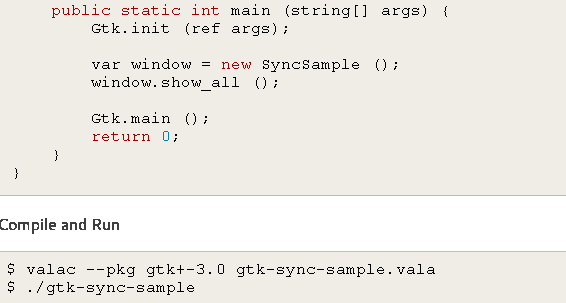 public static int main (string[] args) {
Gtk.init (ref args);
var window = new SyncSample ();
window.show_all ();
Gtk.main ();
return 0;
}
}
Compile and Run
$ valac --pkg gtk+-3.0 gtk-sync-sample.vala
$ ./gtk-sync-sample